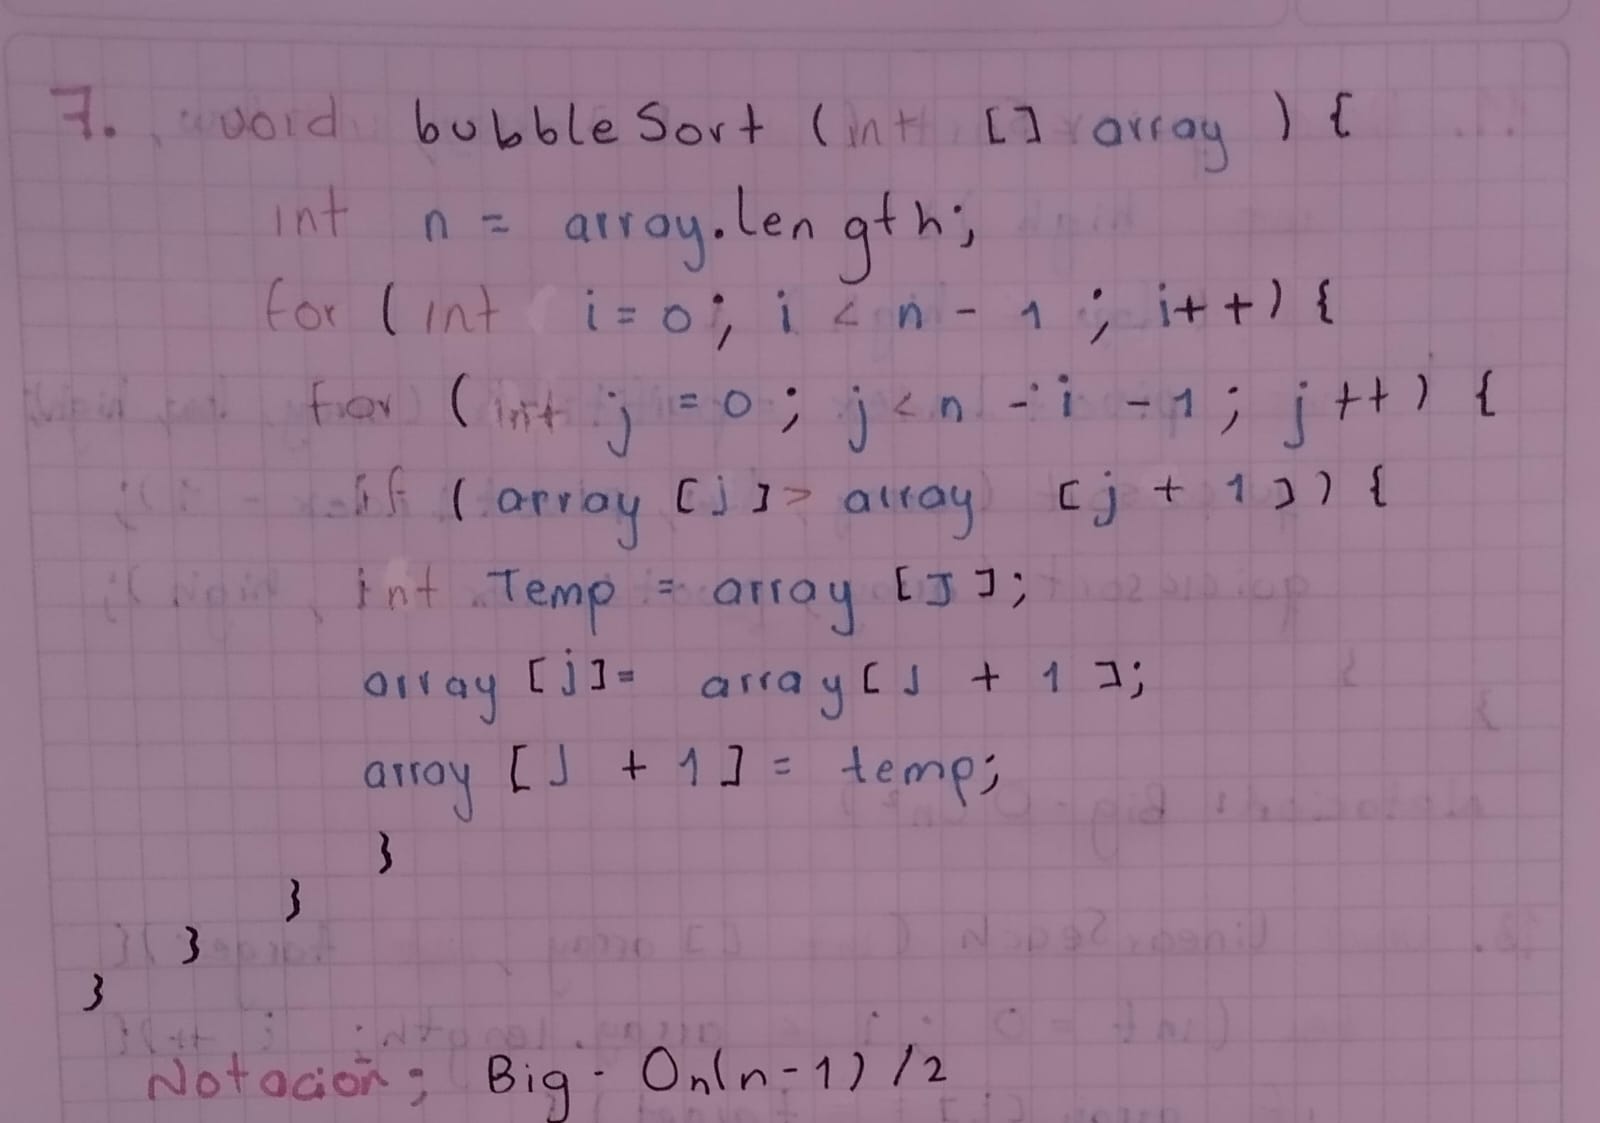 7. void bubbleSort (int [] array ) {
int n = array.length;
for ( int i = 0; i < n - 1 ; i++) {
for ( int j = 0 ; j < n - i - 1 ; j ++ ) {
if ( array [j] > array [j + 1 ]) {
int Temp = array [J];
array [j] = array [J + 1 ];
array [J + 1 ] = temp;
}
}
}
}
Notación; Big - On(n-1) /2